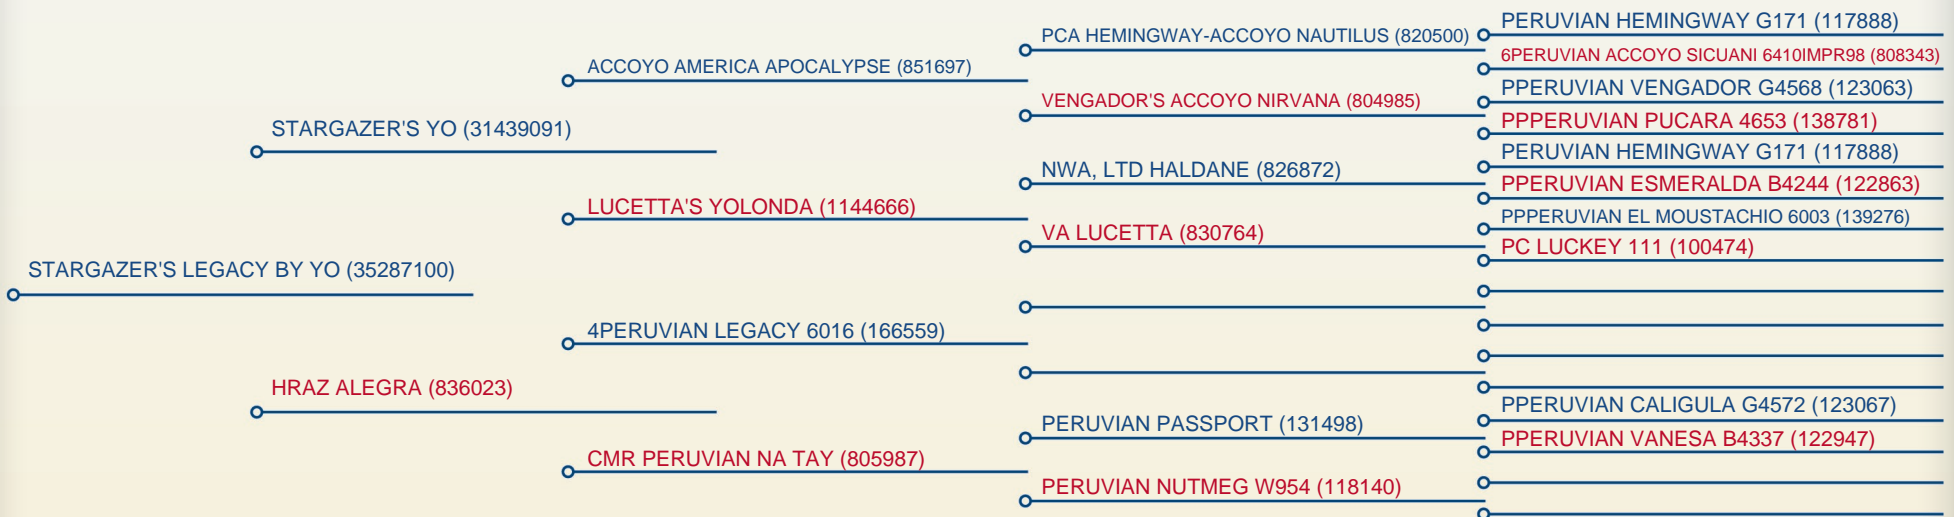 PERUVIAN HEMINGWAY G171 (117888)
PCA HEMINGWAY-ACCOYO NAUTILUS (820500)
6PERUVIAN ACCOYO SICUANI 6410IMPR98 (808343)
ACCOYO AMERICA APOCALYPSE (851697)
PPERUVIAN VENGADOR G4568 (123063)
VENGADOR'S ACCOYO NIRVANA (804985)
PPPERUVIAN PUCARA 4653 (138781)
STARGAZER'S YO (31439091)
PERUVIAN HEMINGWAY G171 (117888)
NWA, LTD HALDANE (826872)
PPERUVIAN ESMERALDA B4244 (122863)
LUCETTA'S YOLONDA (1144666)
PPPERUVIAN EL MOUSTACHIO 6003 (139276)
VA LUCETTA (830764)
PC LUCKEY 111 (100474)
STARGAZER'S LEGACY BY YO (35287100)
4PERUVIAN LEGACY 6016 (166559)
HRAZ ALEGRA (836023)
PPERUVIAN CALIGULA G4572 (123067)
PERUVIAN PASSPORT (131498)
PPERUVIAN VANESA B4337 (122947)
CMR PERUVIAN NA TAY (805987)
PERUVIAN NUTMEG W954 (118140)